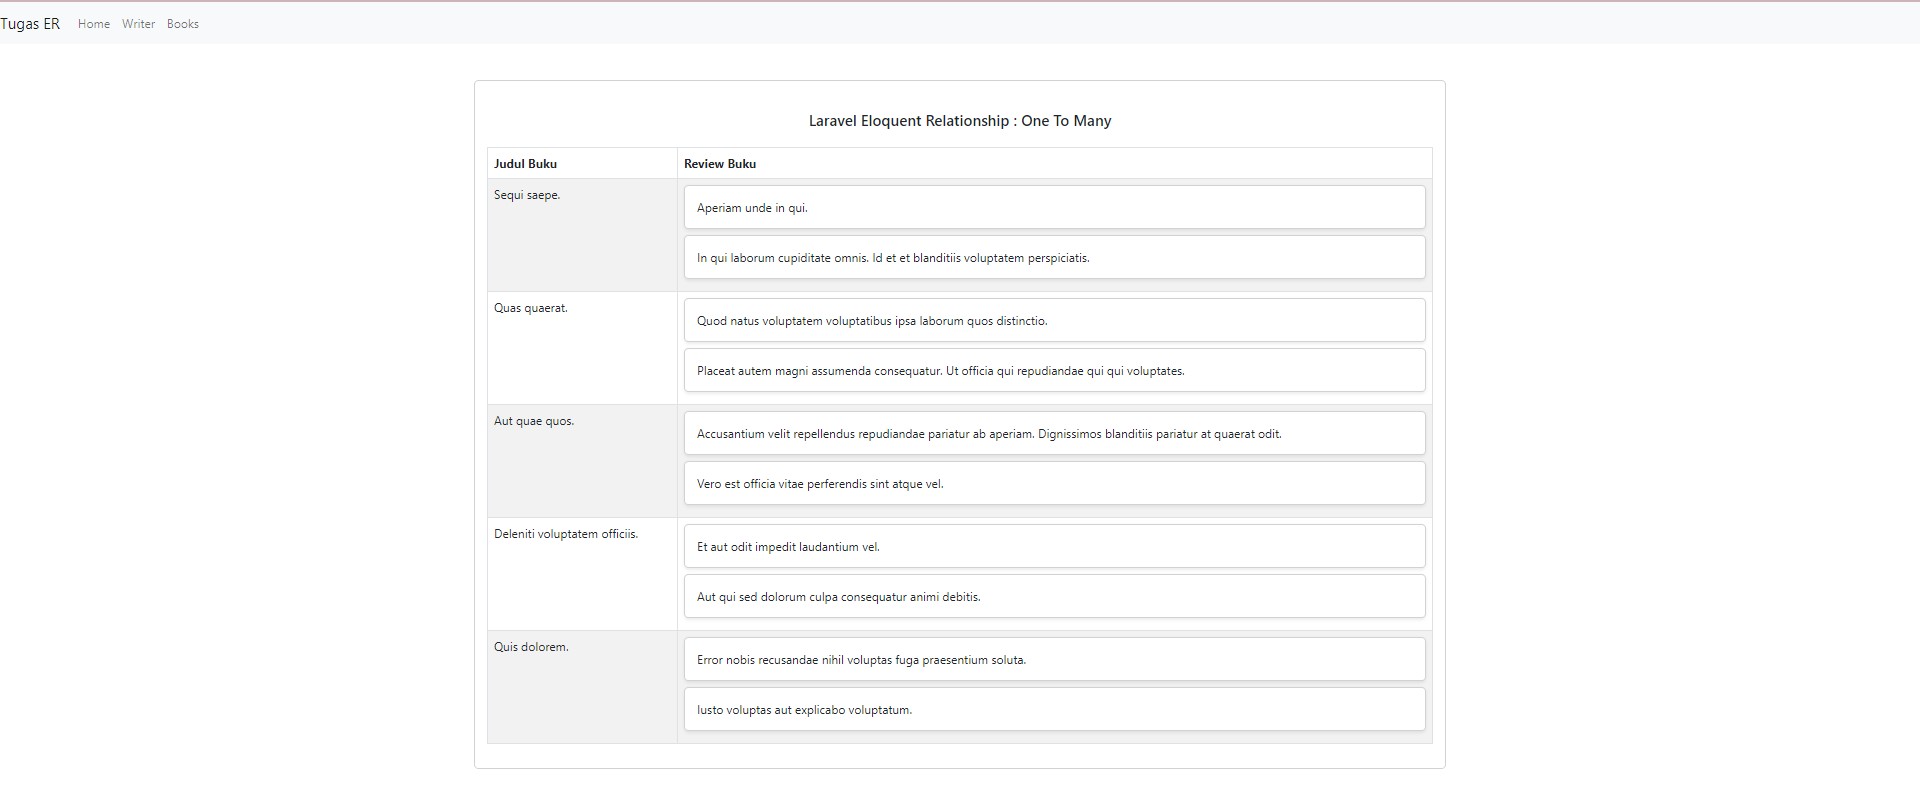 Tugas ER Home Writer Books
Laravel Eloquent Relationship : One To Many
Judul Buku Review Buku
Sequi saepe.
Aperiam unde in qui.
In qui laborum cupiditate omnis. Id et et blanditiis voluptatem perspiciatis.
Quas quaerat.
Quod natus voluptatem voluptatibus ipsa laborum quos distinctio.
Placeat autem magni assumenda consequatur. Ut officia qui repudiandae qui qui voluptates.
Aut quae quos.
Accusantium velit repellendus repudiandae pariatur ab aperiam. Dignissimos blanditiis pariatur at quaerat odit.
Vero est officia vitae perferendis sint atque vel.
Deleniti voluptatem officiis.
Et aut odit impedit laudantium vel.
Aut qui sed dolorum culpa consequatur animi debitis.
Quis dolorem.
Error nobis recusandae nihil voluptas fuga praesentium soluta.
Iusto voluptas aut explicabo voluptatum.